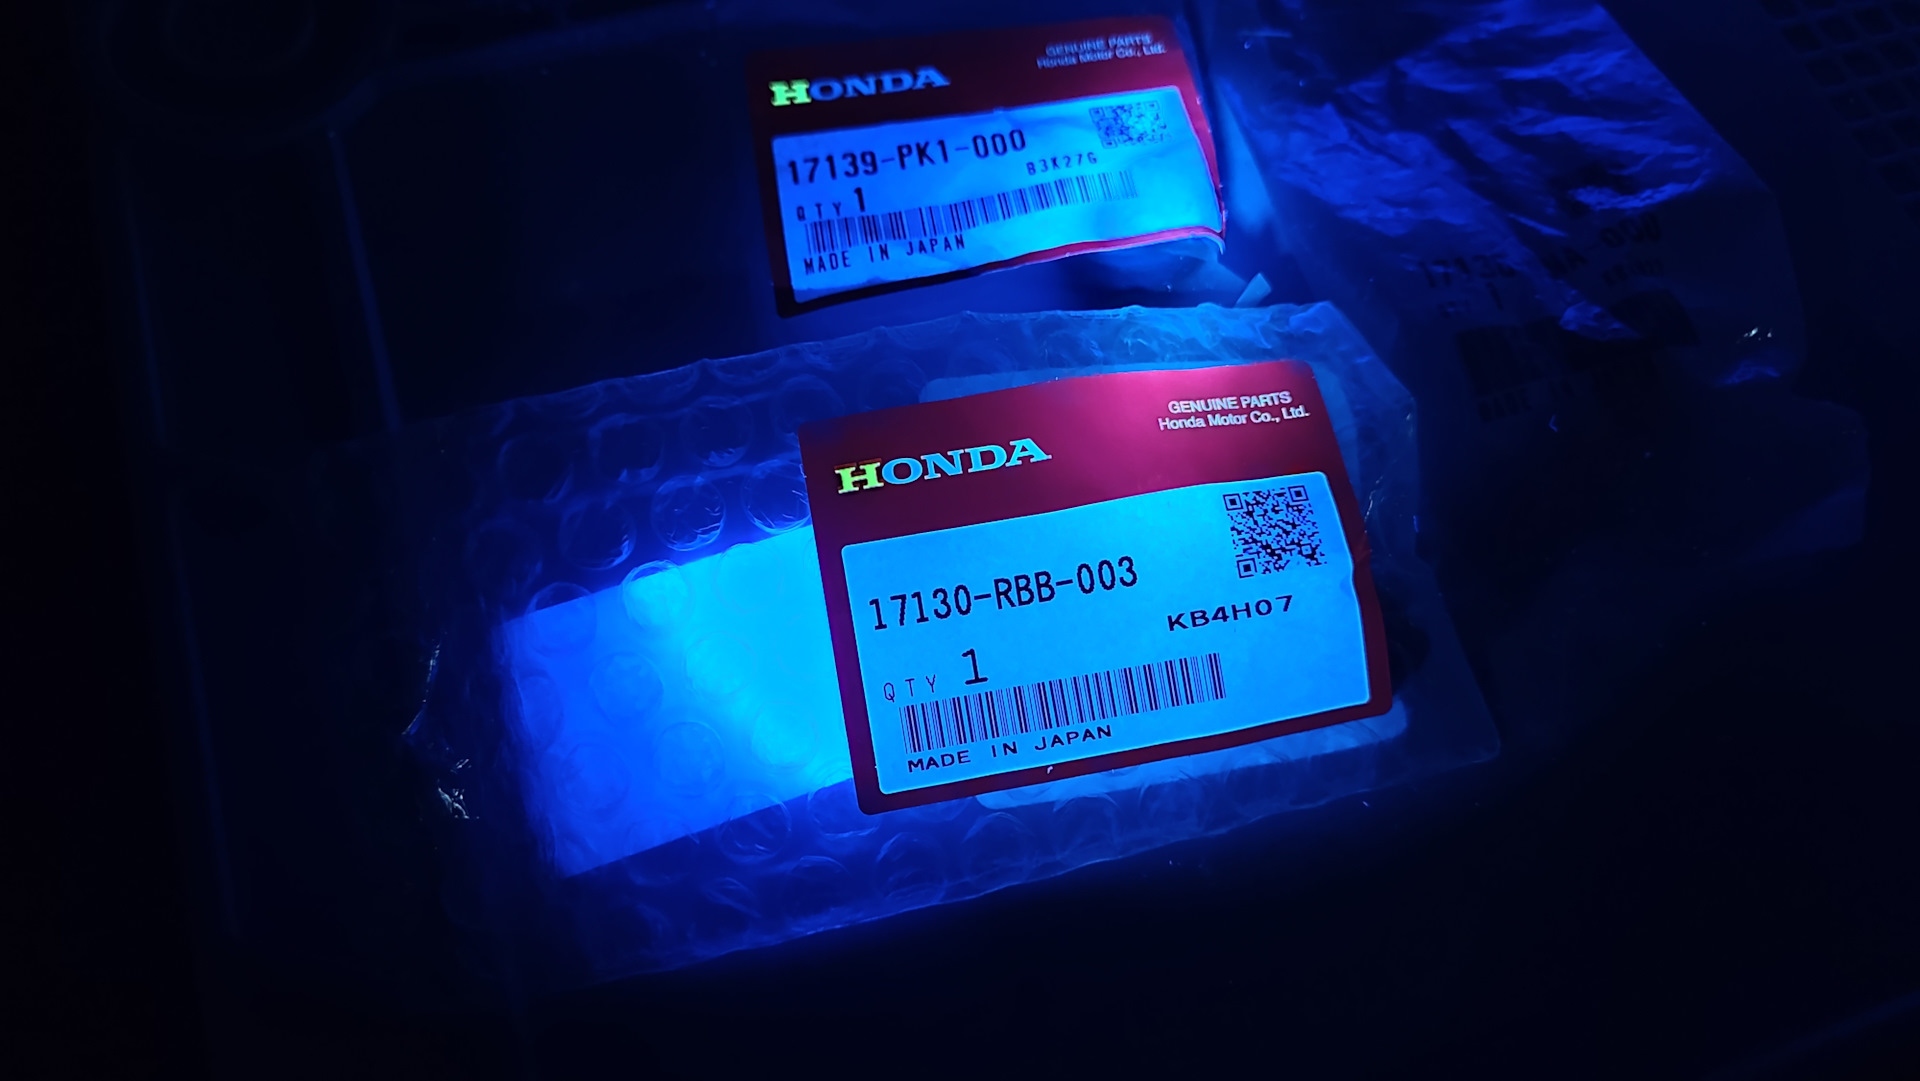 GENUINE PARTS
Honda Motor Co., Ltd.
HONDA
17139-PK1-000
B3K27G
QTY 1
MADE IN JAPAN
GENUINE PARTS
Honda Motor Co., Ltd.
HONDA
17130-RBB-003
KB4H07
QTY 1
MADE IN JAPAN